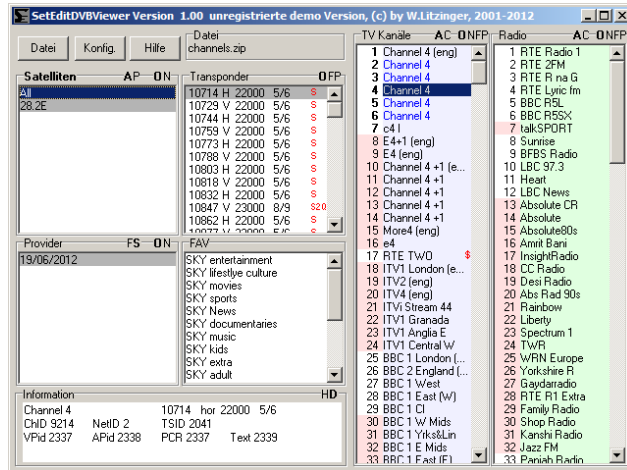 SetEditDVBViewer Version 1.00 unregistrierte demo Version, (c) by W.Litzinger, 2001-2012
Datei
Konfig.
Hilfe
Datei
channels.zip
Satelliten AP ON
All
28.2E
Transponder OFP
10714 H 22000 5/6 S
10729 V 22000 5/6 S
10744 H 22000 5/6 S
10759 V 22000 5/6 S
10773 H 22000 5/6 S
10788 V 22000 5/6 S
10803 H 22000 5/6 S
10818 V 22000 5/6 S
10832 H 22000 5/6 S
10847 V 23000 8/9 S2Q
10862 H 22000 5/6 S
10877 V 22000 5/6 S
Provider FS ON
19/06/2012
FAV
SKY entertainment
SKY lifestlye culture
SKY movies
SKY sports
SKY News
SKY documentaries
SKY music
SKY kids
SKY extra
SKY adult
Information HD
Channel 4 10714 hor 22000 5/6
ChID 9214 NetID 2 TSID 2041
VPid 2337 APid 2338 PCR 2337 Text 2339
TV Kanäle AC ONFP
1 Channel 4 (eng)
2 Channel 4
3 Channel 4
4 Channel 4
5 Channel 4
6 Channel 4
7 c4 I
8 E4+1 (eng)
9 E4 (eng)
10 Channel 4 +1 (e...
11 Channel 4 +1
12 Channel 4 +1
13 Channel 4 +1
14 Channel 4 +1
15 More4 (eng)
16 e4
17 RTE TWO $
18 ITV1 London (e...
19 ITV2 (eng)
20 ITV4 (eng)
21 ITVi Stream 44
22 ITV1 Granada
23 ITV1 Anglia E
24 ITV1 Central W
25 BBC 1 London (...
26 BBC 2 England (...
27 BBC 1 West
28 BBC 1 East (W)
29 BBC 1 CI
30 BBC 1 W Mids
31 BBC 1 Yrks&Lin
32 BBC 1 E Mids
33 BBC 1 East (E)
Radio AC ONFP
1 RTE Radio 1
2 RTE 2FM
3 RTE R na G
4 RTE Lyric fm
5 BBC R5L
6 BBC R5SX
7 talkSPORT
8 Sunrise
9 BFBS Radio
10 LBC 97.3
11 Heart
12 LBC News
13 Absolute CR
14 Absolute
15 Absolute80s
16 Amrit Bani
17 InsightRadio
18 CC Radio
19 Desi Radio
20 Abs Rad 90s
21 Rainbow
22 Liberty
23 Spectrum 1
24 TWR
25 WRN Europe
26 Yorkshire R
27 Gaydarradio
28 RTE R1 Extra
29 Family Radio
30 Shop Radio
31 Kanshi Radio
32 Jazz FM
33 Panjab Radio